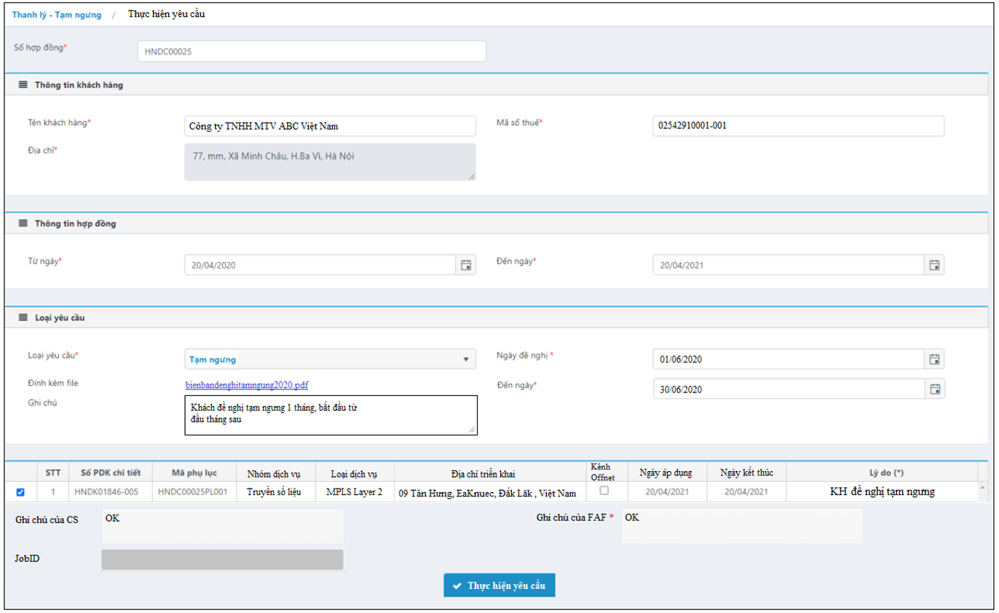 Thanh lý - Tạm ngưng / Thực hiện yêu cầu
Số hợp đồng* HNDC00025
Thông tin khách hàng
Tên khách hàng* Công ty TNHH MTV ABC Việt Nam Mã số thuế* 02542910001-001
Địa chỉ* 77, mm, Xã Minh Châu, H.Ba Vì, Hà Nội
Thông tin hợp đồng
Từ ngày* 20/04/2020 Đến ngày* 20/04/2021
Loại yêu cầu
Loại yêu cầu* Tạm ngưng Ngày đề nghị * 01/06/2020
Đính kèm file bienbandenghitamngung2020.pdf Đến ngày* 30/06/2020
Ghi chú Khách đề nghị tạm ngưng 1 tháng, bắt đầu từ
đầu tháng sau
STT Số PDK chi tiết Mã phụ lục Nhóm dịch vụ Loại dịch vụ Địa chỉ triển khai Kênh Offnet Ngày áp dụng Ngày kết thúc Lý do (*)
1 HNDK01846-005 HNDC00025PL001 Truyền số liệu MPLS Layer 2 09 Tân Hưng, EaKnuec, Đắk Lăk , Việt Nam 20/04/2021 20/04/2021 KH đề nghị tạm ngưng
Ghi chú của CS OK Ghi chú của FAF * OK
JobID
Thực hiện yêu cầu